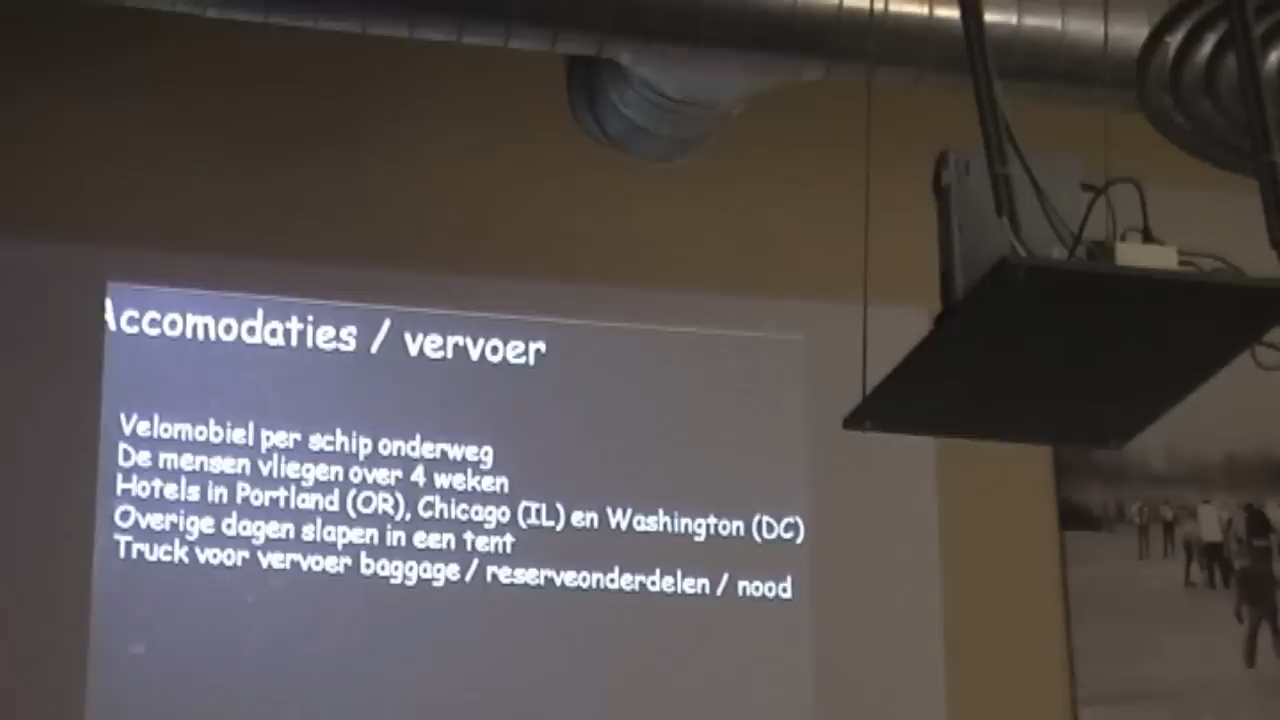 Accomodaties / vervoer
Velomobiel per schip onderweg
De mensen vliegen over 4 weken
Hotels in Portland (OR), Chicago (IL) en Washington (DC)
Overige dagen slapen in een tent
Truck voor vervoer baggage / reserveonderdelen / nood